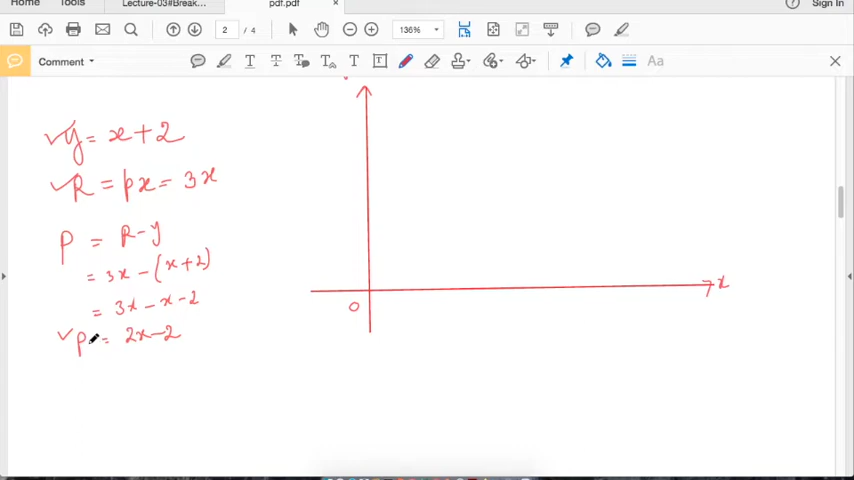 Home Tools Lecture-03#Break... pdf.pdf × Sign In
2 / 4 136%
Comment Aa
y = x + 2
R = px = 3x
P = R - y
= 3x - (x + 2)
= 3x - x - 2
P = 2x - 2
x
0